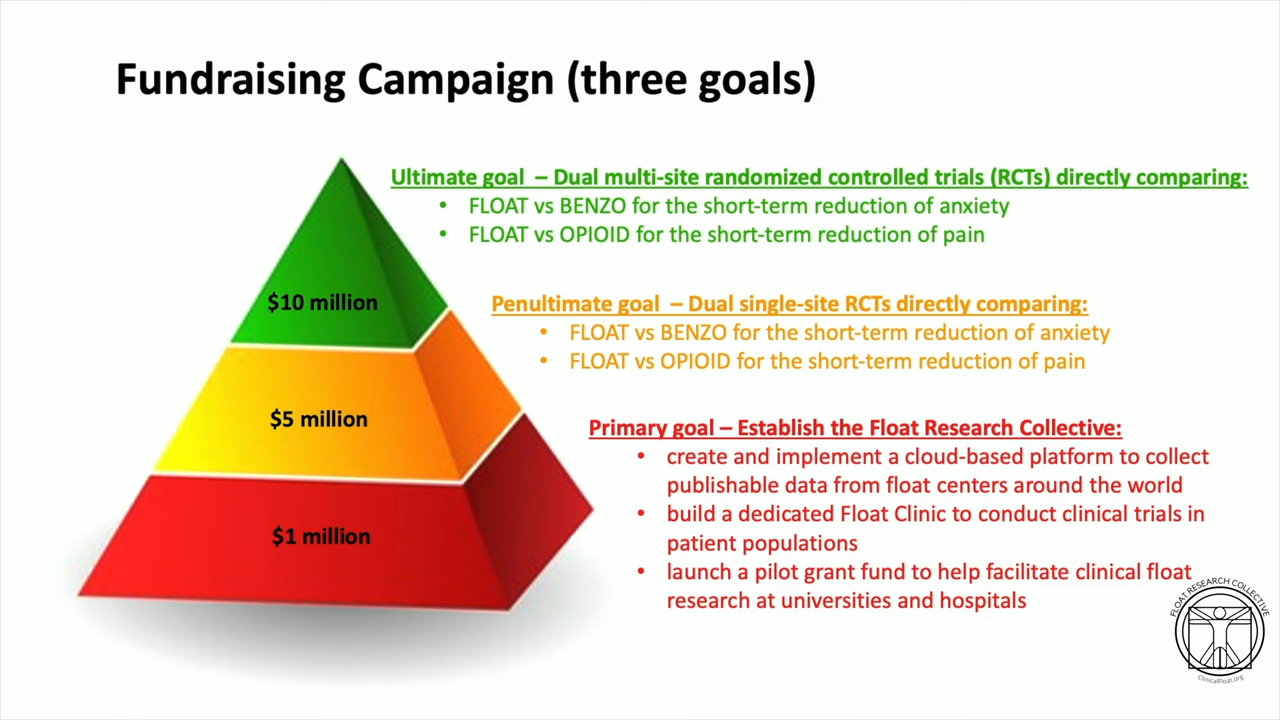 Fundraising Campaign (three goals)
Ultimate goal – Dual multi-site randomized controlled trials (RCTs) directly comparing:
• FLOAT vs BENZO for the short-term reduction of anxiety
• FLOAT vs OPIOID for the short-term reduction of pain
$10 million
Penultimate goal – Dual single-site RCTs directly comparing:
• FLOAT vs BENZO for the short-term reduction of anxiety
• FLOAT vs OPIOID for the short-term reduction of pain
$5 million
Primary goal – Establish the Float Research Collective:
• create and implement a cloud-based platform to collect
publishable data from float centers around the world
• build a dedicated Float Clinic to conduct clinical trials in
patient populations
• launch a pilot grant fund to help facilitate clinical float
research at universities and hospitals
$1 million
FLOAT RESEARCH COLLECTIVE
ClinicalFloat.org